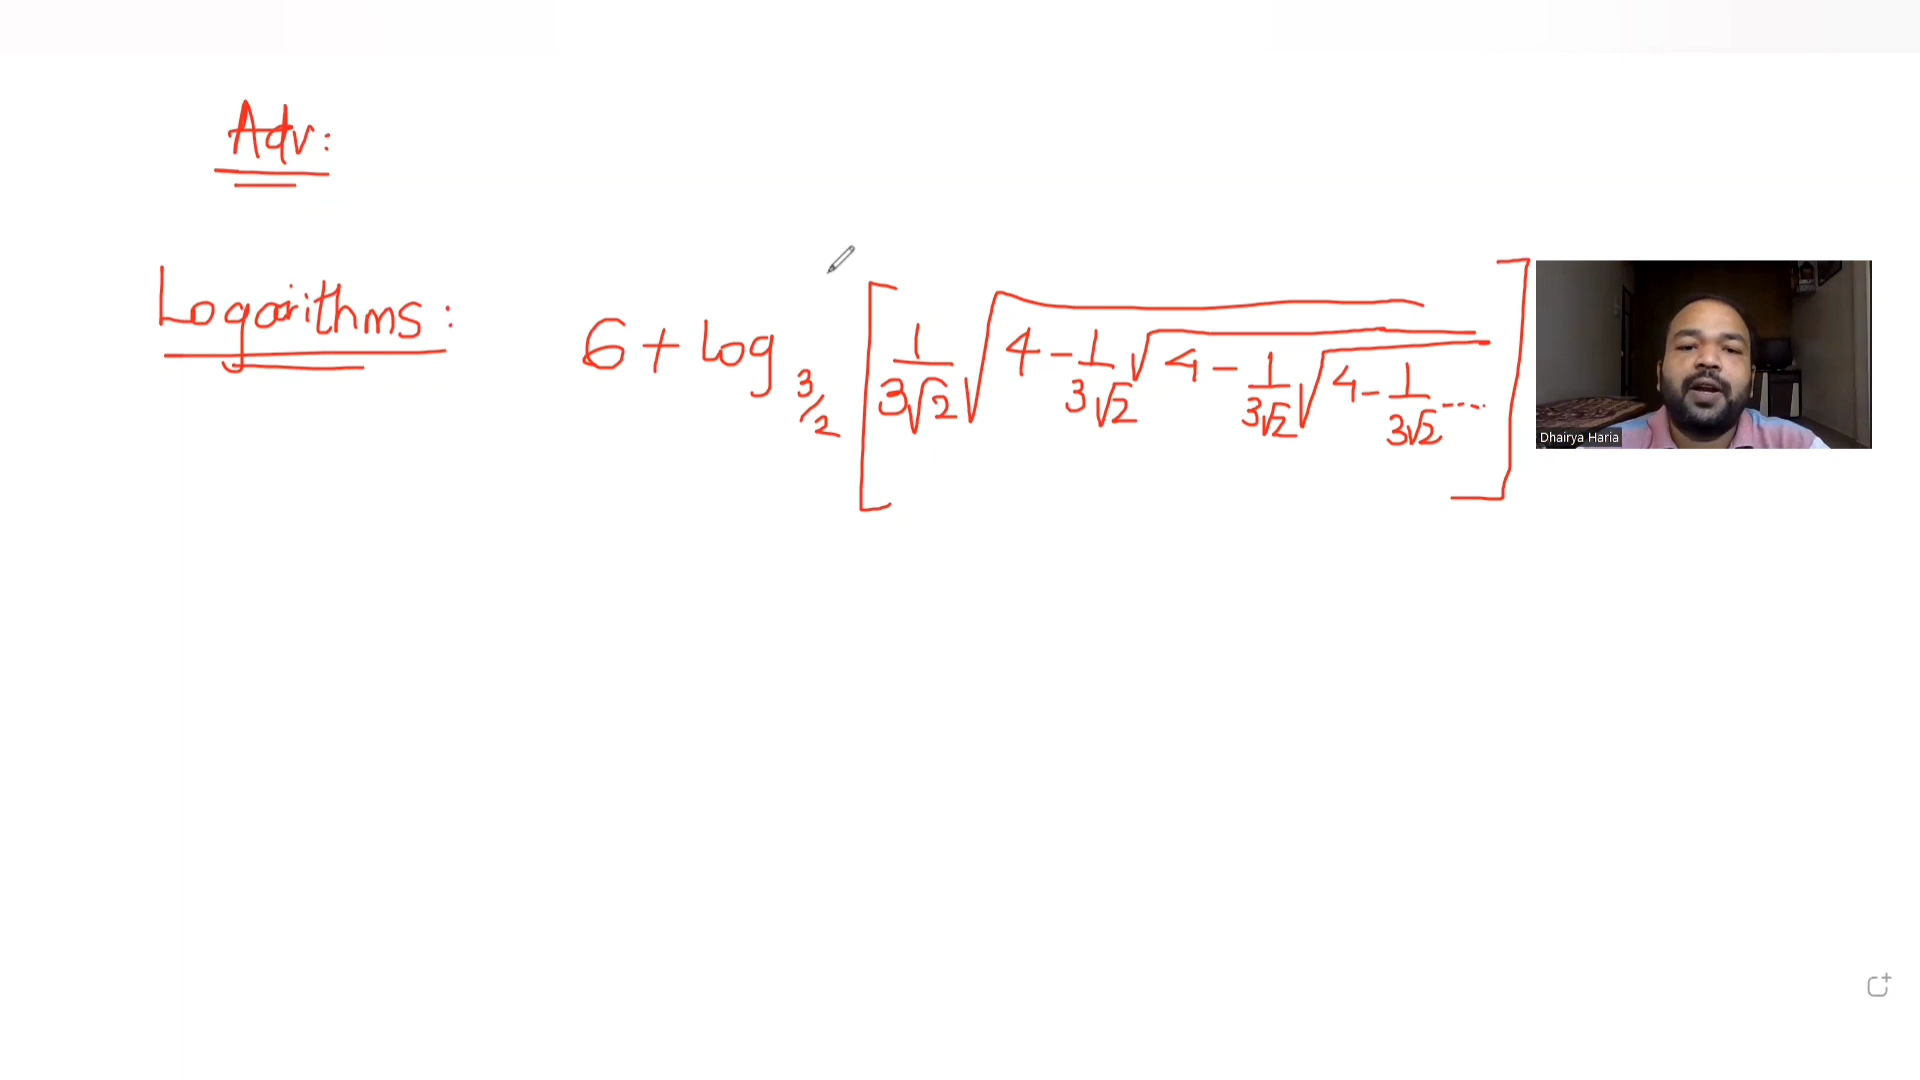 Adv:
Logarithms:
6 + log 3/2 [ 1/3√2 √4 - 1/3√2 √4 - 1/3√2 √4 - 1/3√2 .... ]
Dhairya Haria